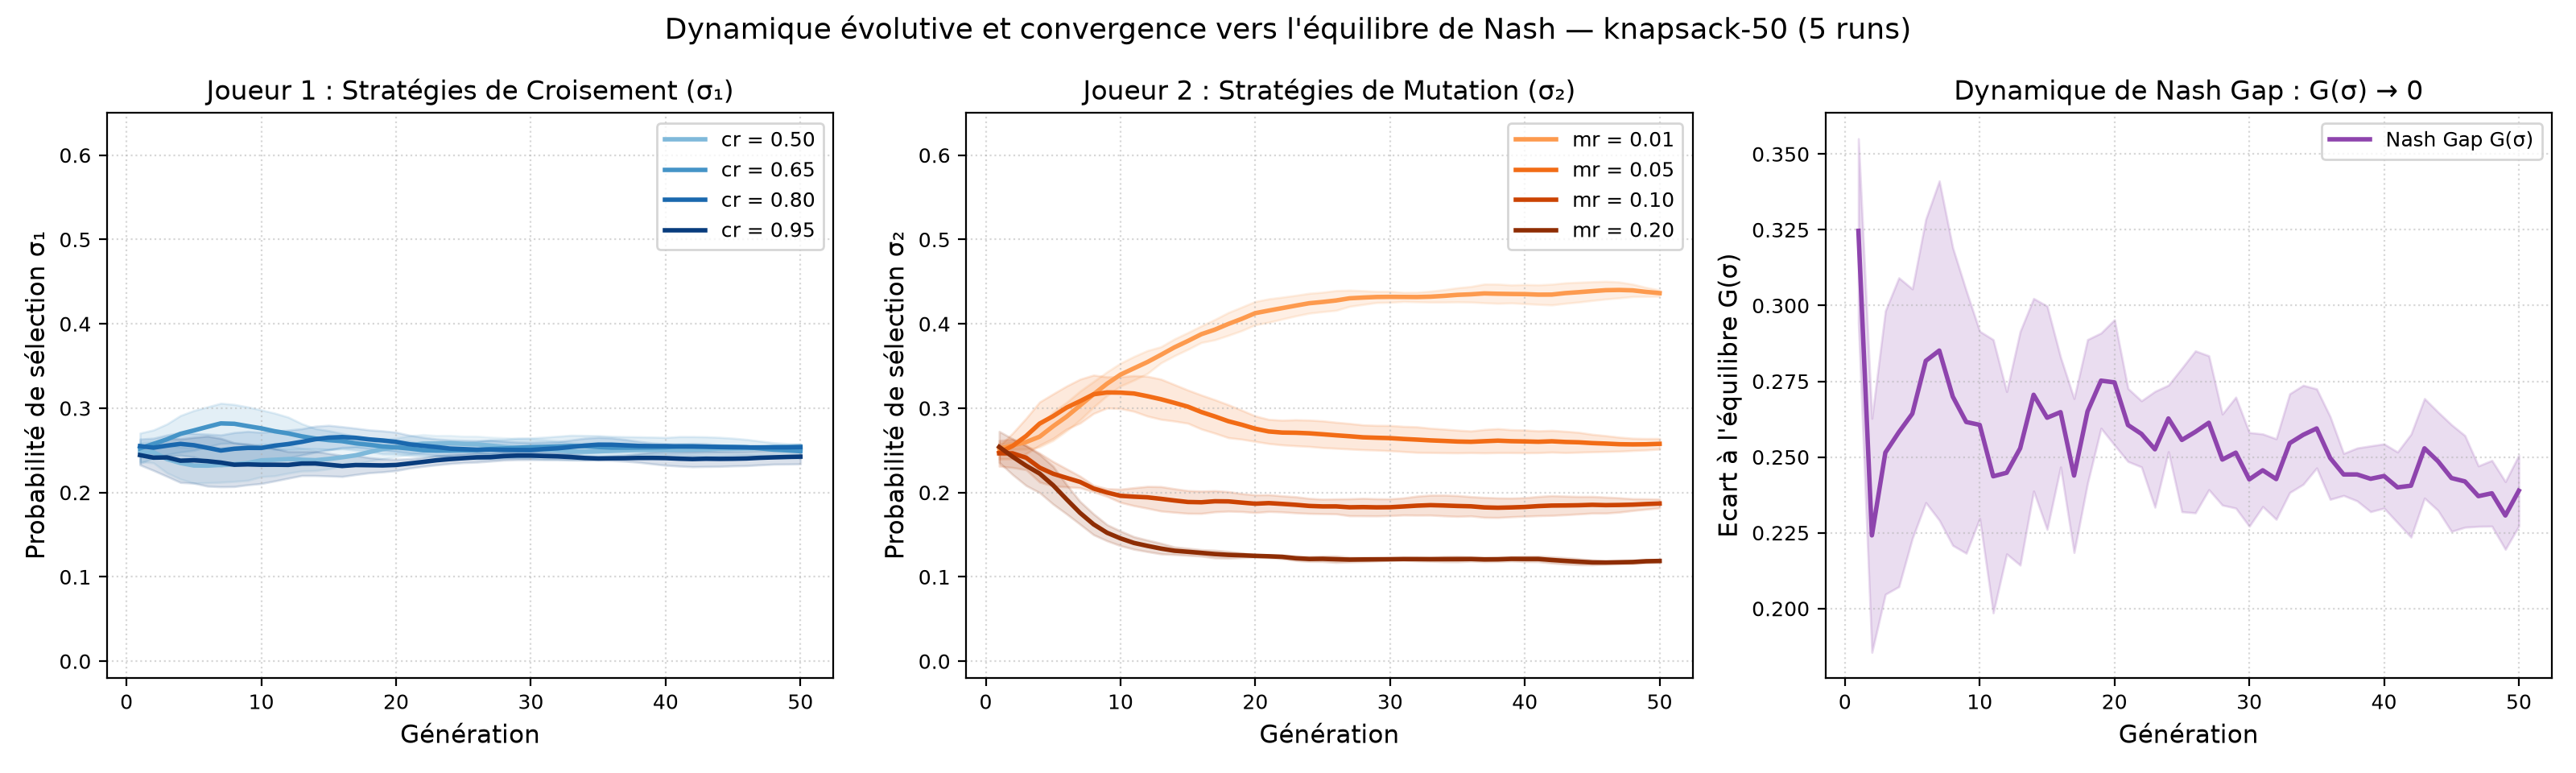 Dynamique évolutive et convergence vers l'équilibre de Nash — knapsack-50 (5 runs)
Joueur 1 : Stratégies de Croisement (σ₁)
Probabilité de sélection σ₁
0.6
0.5
0.4
0.3
0.2
0.1
0.0
cr = 0.50
cr = 0.65
cr = 0.80
cr = 0.95
0 10 20 30 40 50
Génération
Joueur 2 : Stratégies de Mutation (σ₂)
Probabilité de sélection σ₂
0.6
0.5
0.4
0.3
0.2
0.1
0.0
mr = 0.01
mr = 0.05
mr = 0.10
mr = 0.20
0 10 20 30 40 50
Génération
Dynamique de Nash Gap : G(σ) → 0
Ecart à l'équilibre G(σ)
0.350
0.325
0.300
0.275
0.250
0.225
0.200
Nash Gap G(σ)
0 10 20 30 40 50
Génération